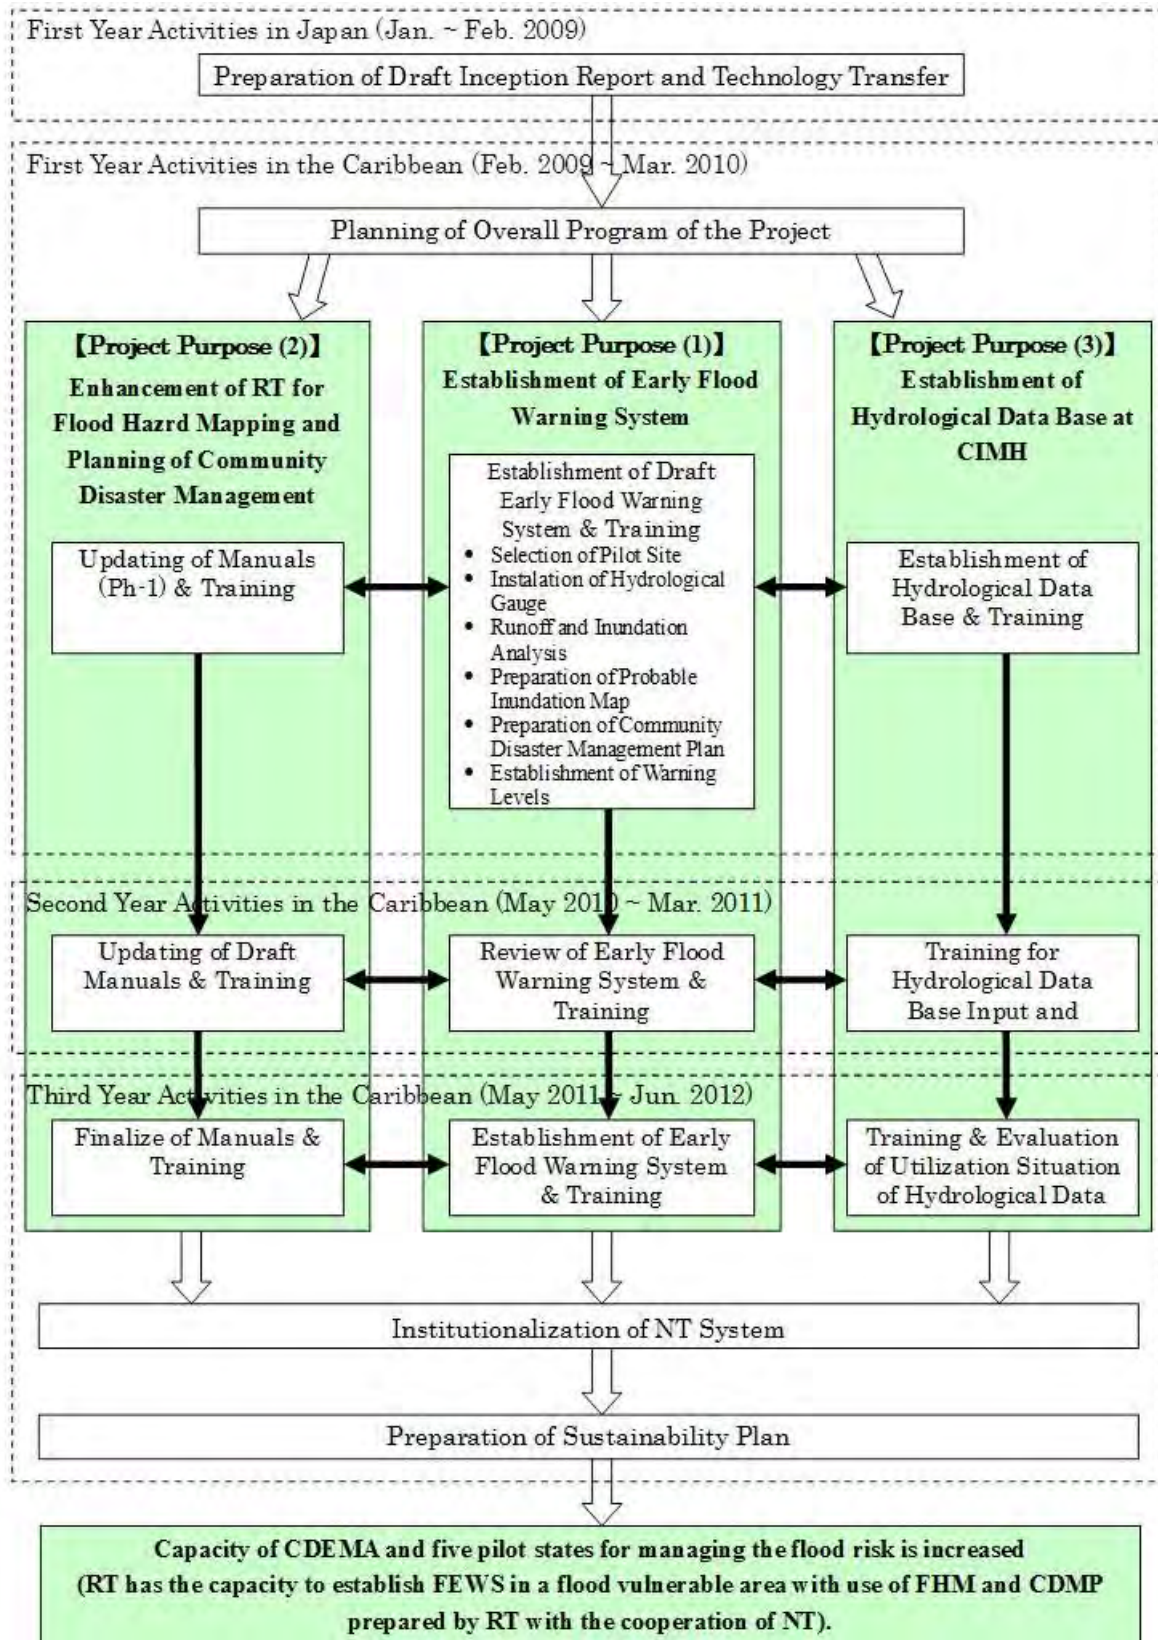 First Year Activities in Japan (Jan. ~ Feb. 2009)
Preparation of Draft Inception Report and Technology Transfer
First Year Activities in the Caribbean (Feb. 2009 ~ Mar. 2010)
Planning of Overall Program of the Project
【Project Purpose (2)】
Enhancement of RT for
Flood Hazrd Mapping and
Planning of Community
Disaster Management
Updating of Manuals
(Ph-1) & Training
【Project Purpose (1)】
Establishment of Early Flood
Warning System
Establishment of Draft
Early Flood Warning
System & Training
• Selection of Pilot Site
• Instalation of Hydrological
Gauge
• Runoff and Inundation
Analysis
• Preparation of Probable
Inundation Map
• Preparation of Community
Disaster Management Plan
• Establishment of Warning
Levels
【Project Purpose (3)】
Establishment of
Hydrological Data Base at
CIMH
Establishment of
Hydrological Data
Base & Training
Second Year Activities in the Caribbean (May 2010 ~ Mar. 2011)
Updating of Draft
Manuals & Training
Review of Early Flood
Warning System &
Training
Training for
Hydrological Data
Base Input and
Third Year Activities in the Caribbean (May 2011 ~ Jun. 2012)
Finalize of Manuals &
Training
Establishment of Early
Flood Warning System
& Training
Training & Evaluation
of Utilization Situation
of Hydrological Data
Institutionalization of NT System
Preparation of Sustainability Plan
Capacity of CDEMA and five pilot states for managing the flood risk is increased
(RT has the capacity to establish FEWS in a flood vulnerable area with use of FHM and CDMP
prepared by RT with the cooperation of NT).